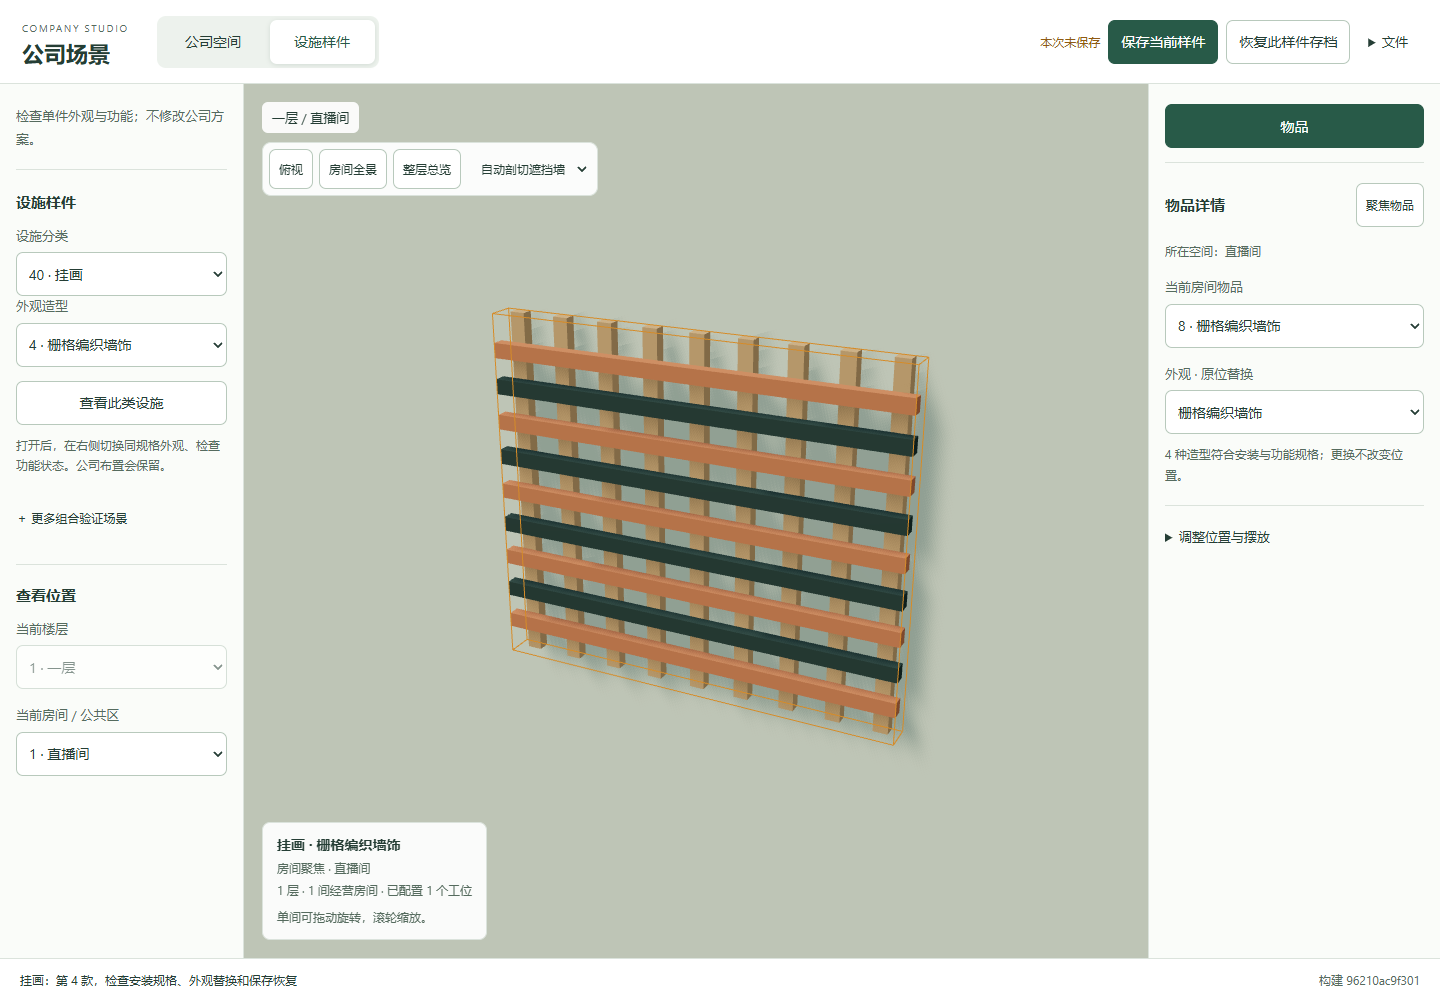 COMPANY STUDIO
公司场景
公司空间
设施样件
本次未保存
保存当前样件
恢复此样件存档
▶ 文件
检查单件外观与功能；不修改公司方
案。
设施样件
设施分类
40 · 挂画
外观造型
4 · 栅格编织墙饰
查看此类设施
打开后，在右侧切换同规格外观、检查
功能状态。公司布置会保留。
+ 更多组合验证场景
查看位置
当前楼层
1 · 一层
当前房间 / 公共区
1 · 直播间
一层 / 直播间
俯视
房间全景
整层总览
自动剖切遮挡墙
挂画 · 栅格编织墙饰
房间聚焦 · 直播间
1 层 · 1 间经营房间 · 已配置 1 个工位
单间可拖动旋转，滚轮缩放。
物品
物品详情
聚焦物品
所在空间：直播间
当前房间物品
8 · 栅格编织墙饰
外观 · 原位替换
栅格编织墙饰
4 种造型符合安装与功能规格；更换不改变位
置。
▶ 调整位置与摆放
挂画：第 4 款，检查安装规格、外观替换和保存恢复
构建 96210ac9f301